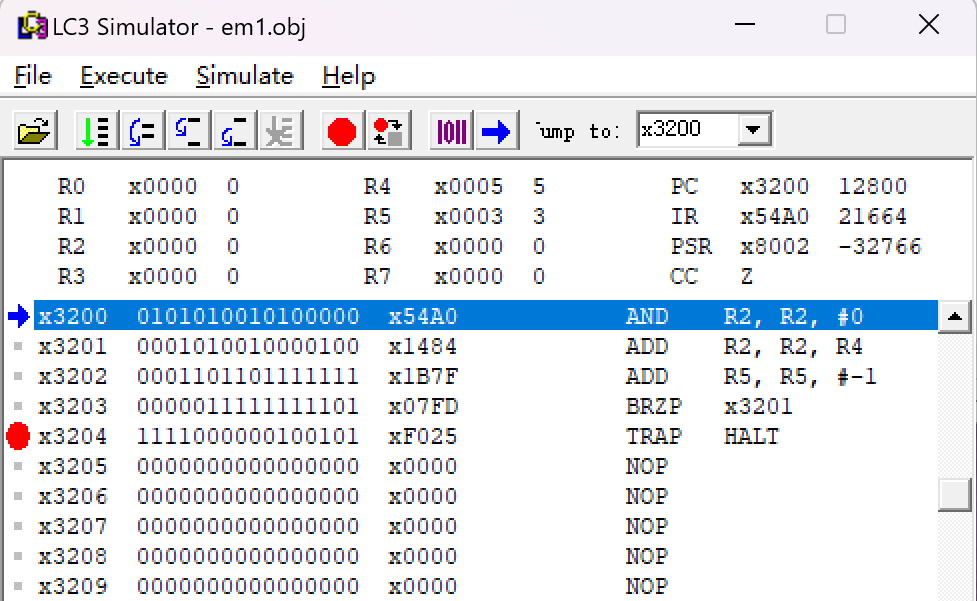 LC3 Simulator - em1.obj
File Execute Simulate Help
ump to: x3200
R0 x0000 0 R4 x0005 5 PC x3200 12800
R1 x0000 0 R5 x0003 3 IR x54A0 21664
R2 x0000 0 R6 x0000 0 PSR x8002 -32766
R3 x0000 0 R7 x0000 0 CC Z
x3200 0101010010100000 x54A0 AND R2, R2, #0
x3201 0001010010000100 x1484 ADD R2, R2, R4
x3202 0001101101111111 x1B7F ADD R5, R5, #-1
x3203 0000011111111101 x07FD BRZP x3201
x3204 1111000000100101 xF025 TRAP HALT
x3205 0000000000000000 x0000 NOP
x3206 0000000000000000 x0000 NOP
x3207 0000000000000000 x0000 NOP
x3208 0000000000000000 x0000 NOP
x3209 0000000000000000 x0000 NOP